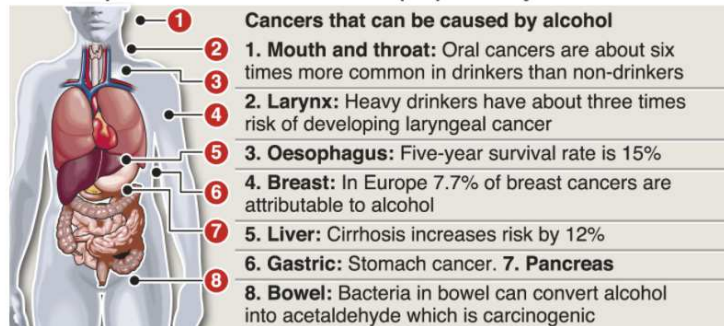 1
2
3
4
5
6
7
8
Cancers that can be caused by alcohol
1. Mouth and throat: Oral cancers are about six
times more common in drinkers than non-drinkers
2. Larynx: Heavy drinkers have about three times
risk of developing laryngeal cancer
3. Oesophagus: Five-year survival rate is 15%
4. Breast: In Europe 7.7% of breast cancers are
attributable to alcohol
5. Liver: Cirrhosis increases risk by 12%
6. Gastric: Stomach cancer. 7. Pancreas
8. Bowel: Bacteria in bowel can convert alcohol
into acetaldehyde which is carcinogenic